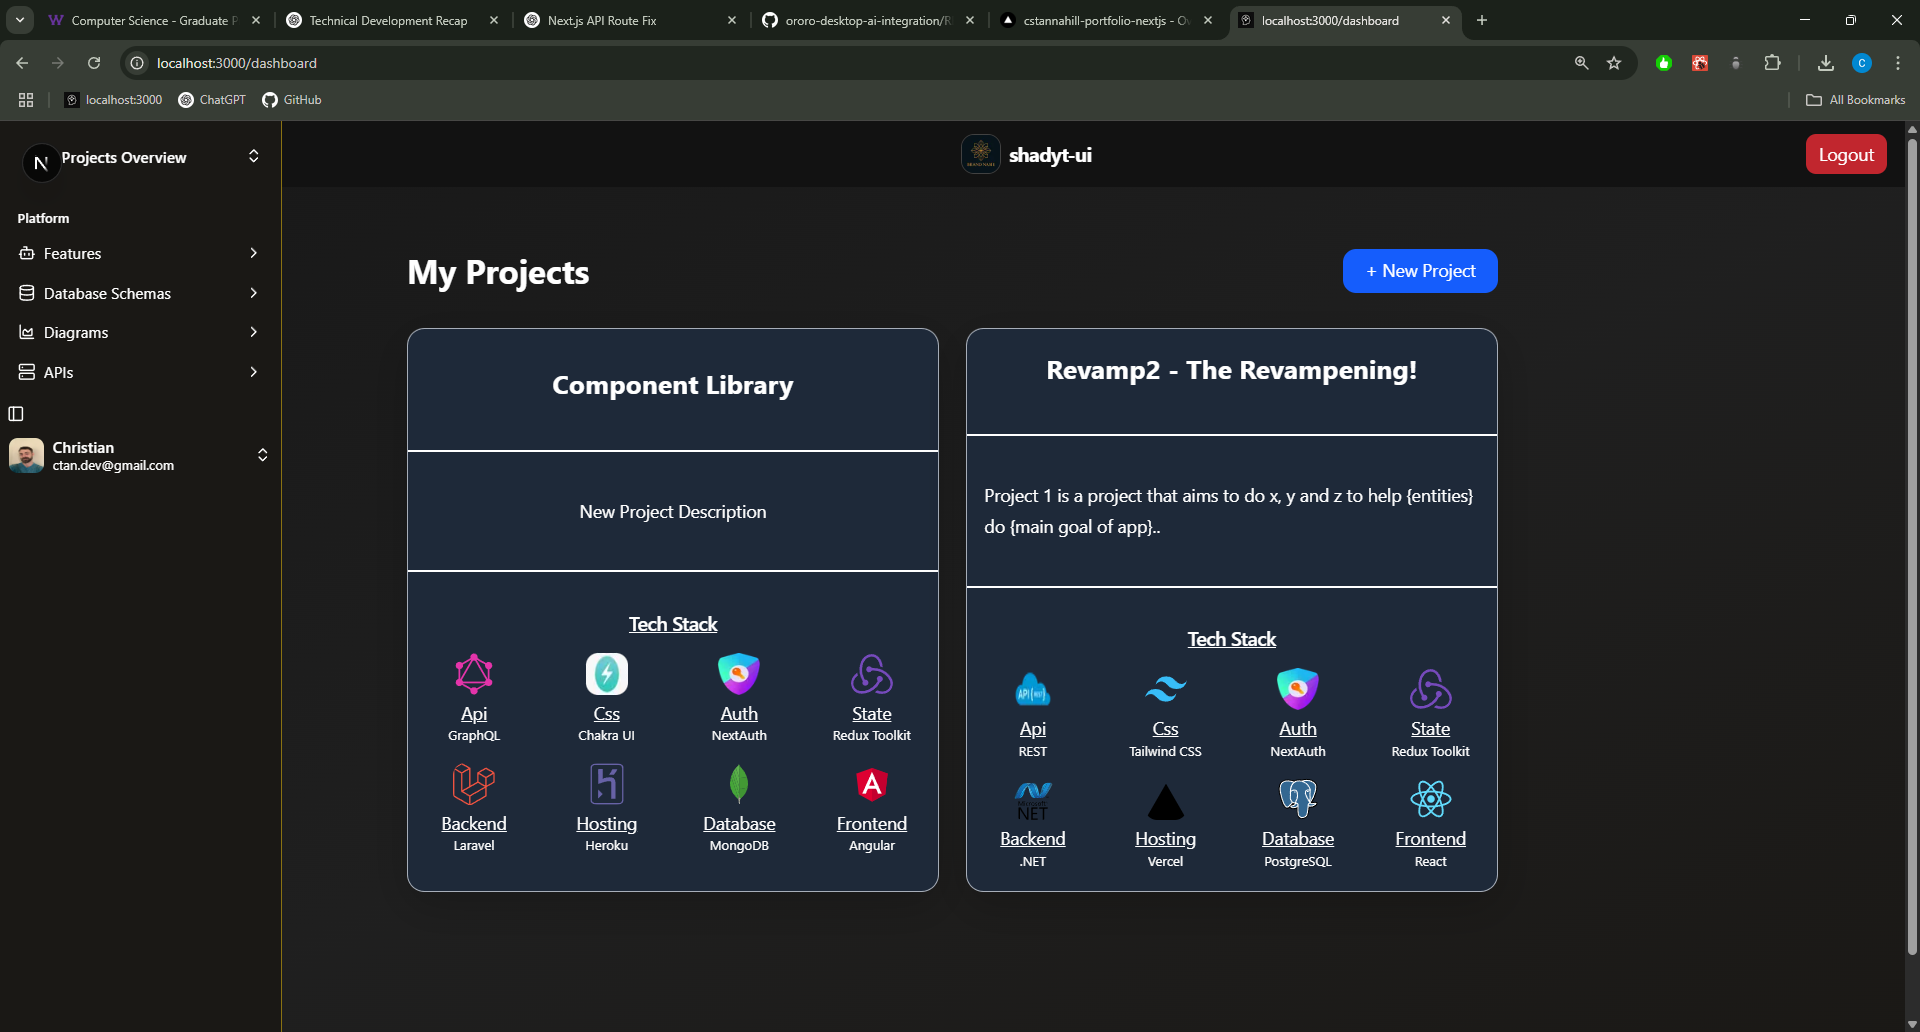 Computer Science - Graduate P
Technical Development Recap
Next.js API Route Fix
ororo-desktop-ai-integration/R
cstannahill-portfolio-nextjs - Ov
localhost:3000/dashboard
localhost:3000/dashboard
C
localhost:3000
ChatGPT
GitHub
All Bookmarks
N
Projects Overview
shadyt-ui
Logout
Platform
Features
Database Schemas
Diagrams
APIs
Christian
ctan.dev@gmail.com
My Projects
+ New Project
Component Library
New Project Description
Tech Stack
Api
GraphQL
Css
Chakra UI
Auth
NextAuth
State
Redux Toolkit
Backend
Laravel
Hosting
Heroku
Database
MongoDB
Frontend
Angular
Revamp2 - The Revampening!
Project 1 is a project that aims to do x, y and z to help {entities}
do {main goal of app}..
Tech Stack
Api
REST
Css
Tailwind CSS
Auth
NextAuth
State
Redux Toolkit
Backend
.NET
Hosting
Vercel
Database
PostgreSQL
Frontend
React